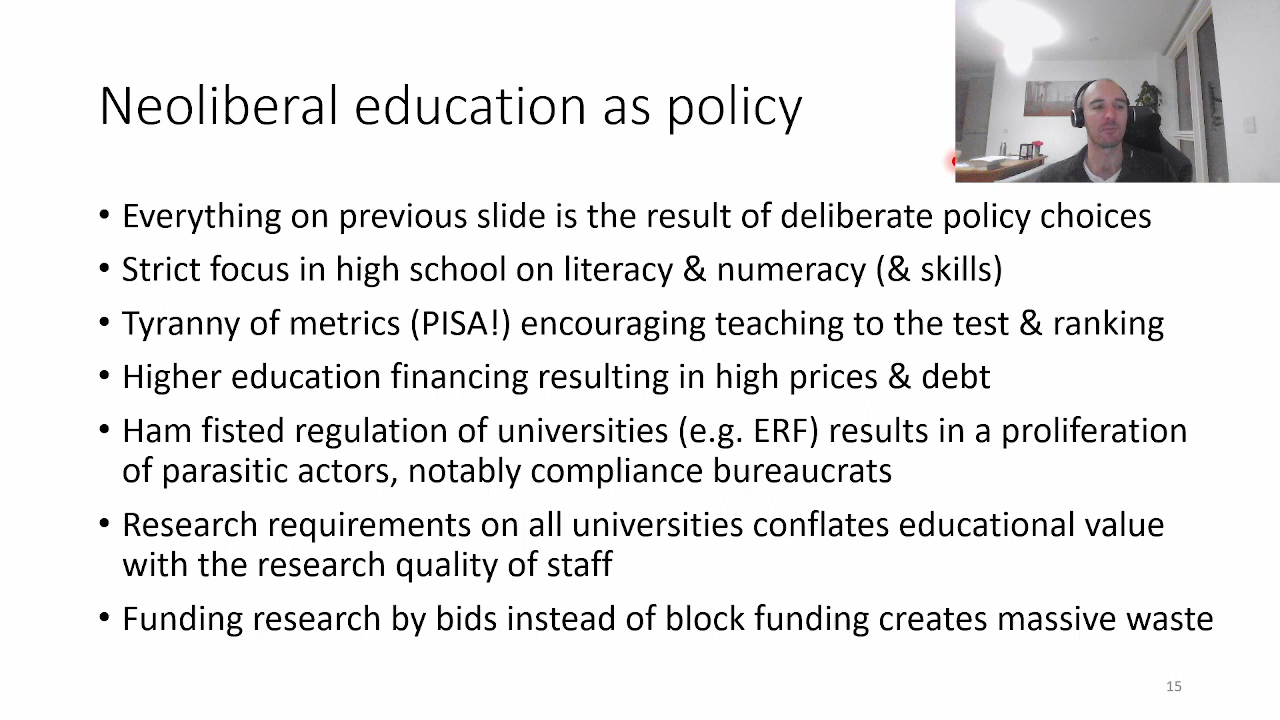 Neoliberal education as policy
• Everything on previous slide is the result of deliberate policy choices
• Strict focus in high school on literacy & numeracy (& skills)
• Tyranny of metrics (PISA!) encouraging teaching to the test & ranking
• Higher education financing resulting in high prices & debt
• Ham fisted regulation of universities (e.g. ERF) results in a proliferation
of parasitic actors, notably compliance bureaucrats
• Research requirements on all universities conflates educational value
with the research quality of staff
• Funding research by bids instead of block funding creates massive waste
15